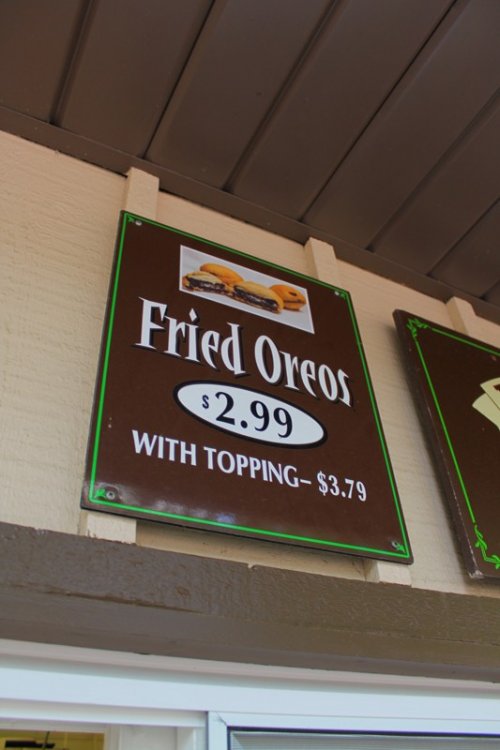 Fried Oreos
$2.99
WITH TOPPING– $3.79